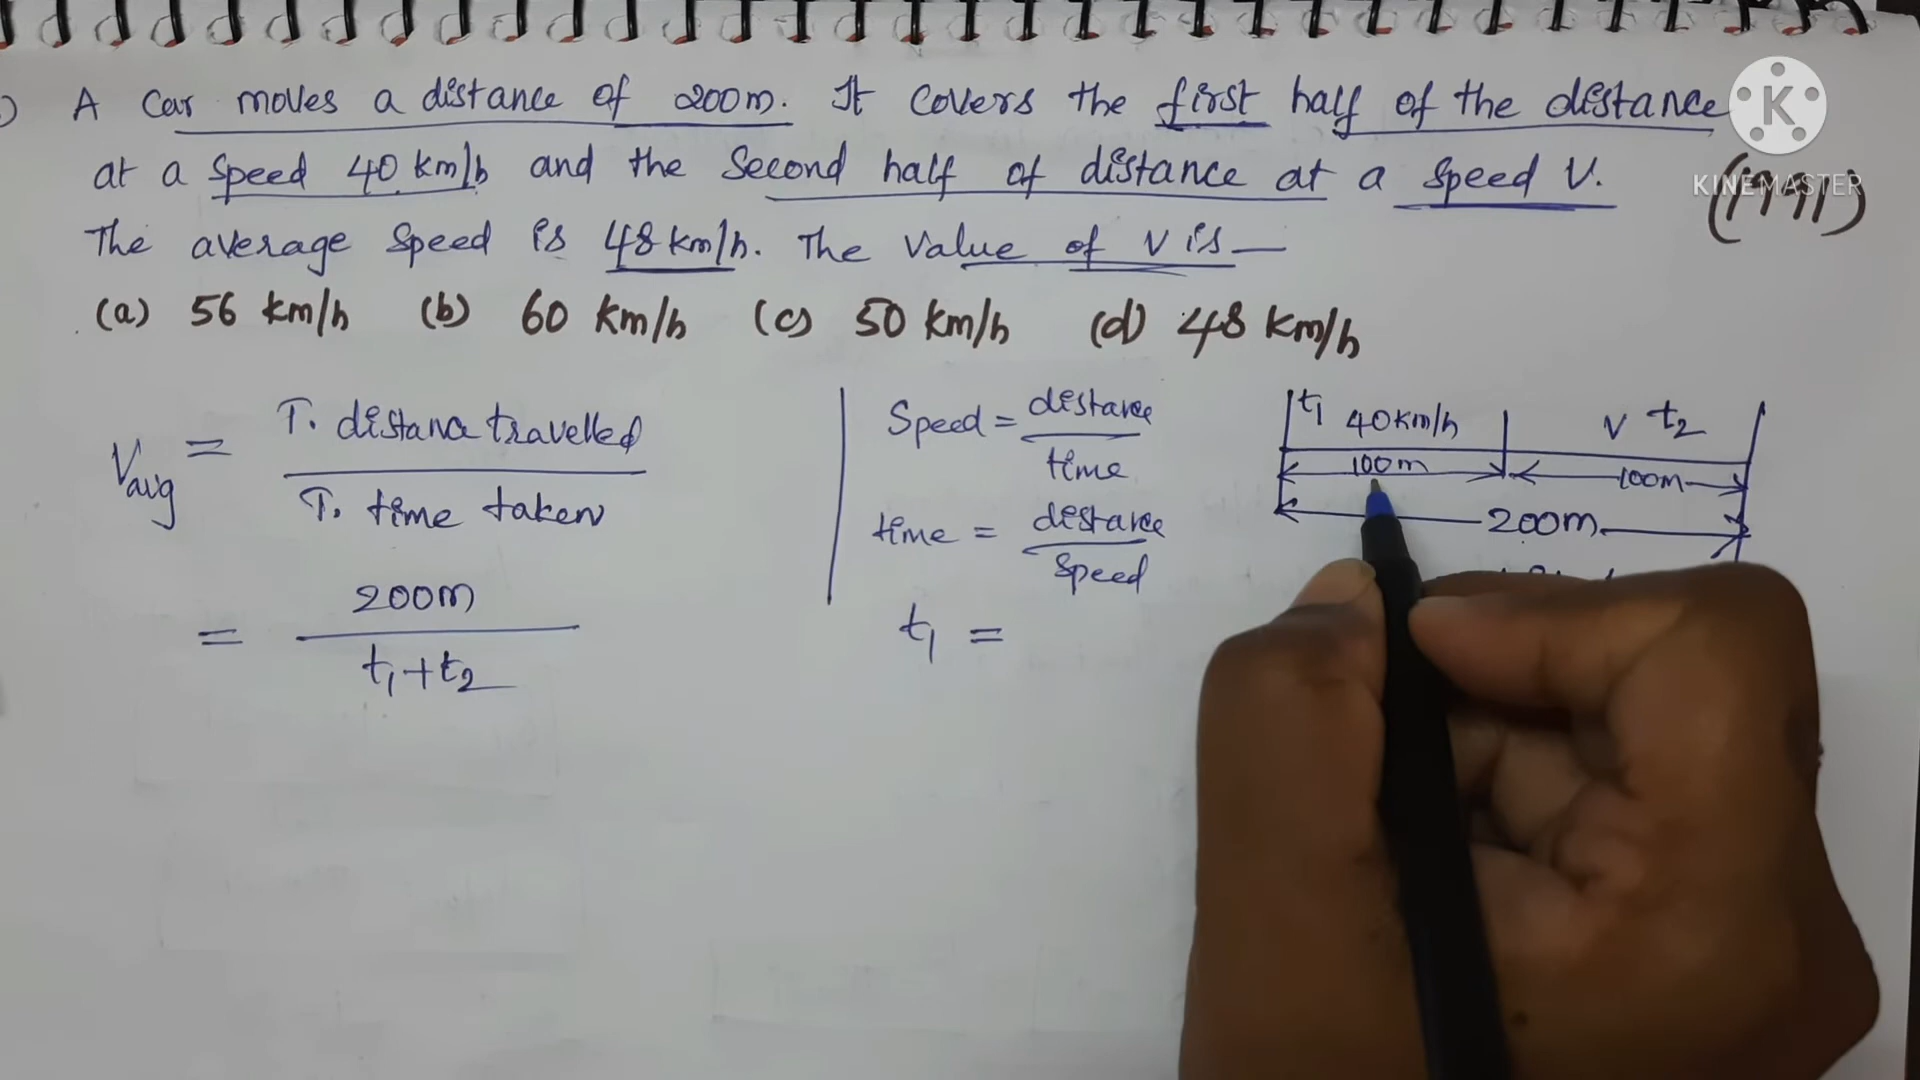 A Car moves a distance of 200m. It covers the first half of the distance
at a speed 40 km/h and the second half of distance at a speed V.
The average speed is 48 km/h. The value of V is —
(1991)
(a) 56 km/h (b) 60 km/h (c) 50 km/h (d) 48 km/h
Vavg = T. distana travelled / T. time taken
= 200m / t1+t2
Speed = distance / time
time = distance / speed
t1 =
t1 40km/h V t2
100m 100m
200m
K
KINEMASTER